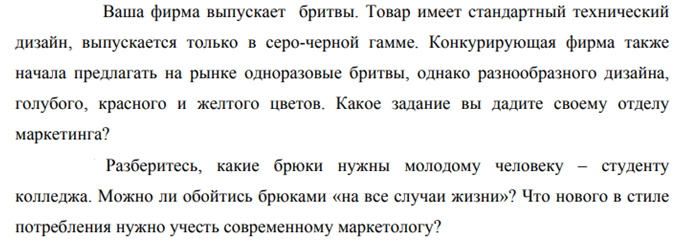 Ваша фирма выпускает бритвы. Товар имеет стандартный технический
дизайн, выпускается только в серо-черной гамме. Конкурирующая фирма также
начала предлагать на рынке одноразовые бритвы, однако разнообразного дизайна,
голубого, красного и желтого цветов. Какое задание вы дадите своему отделу
маркетинга?
Разберитесь, какие брюки нужны молодому человеку – студенту
колледжа. Можно ли обойтись брюками «на все случаи жизни»? Что нового в стиле
потребления нужно учесть современному маркетологу?